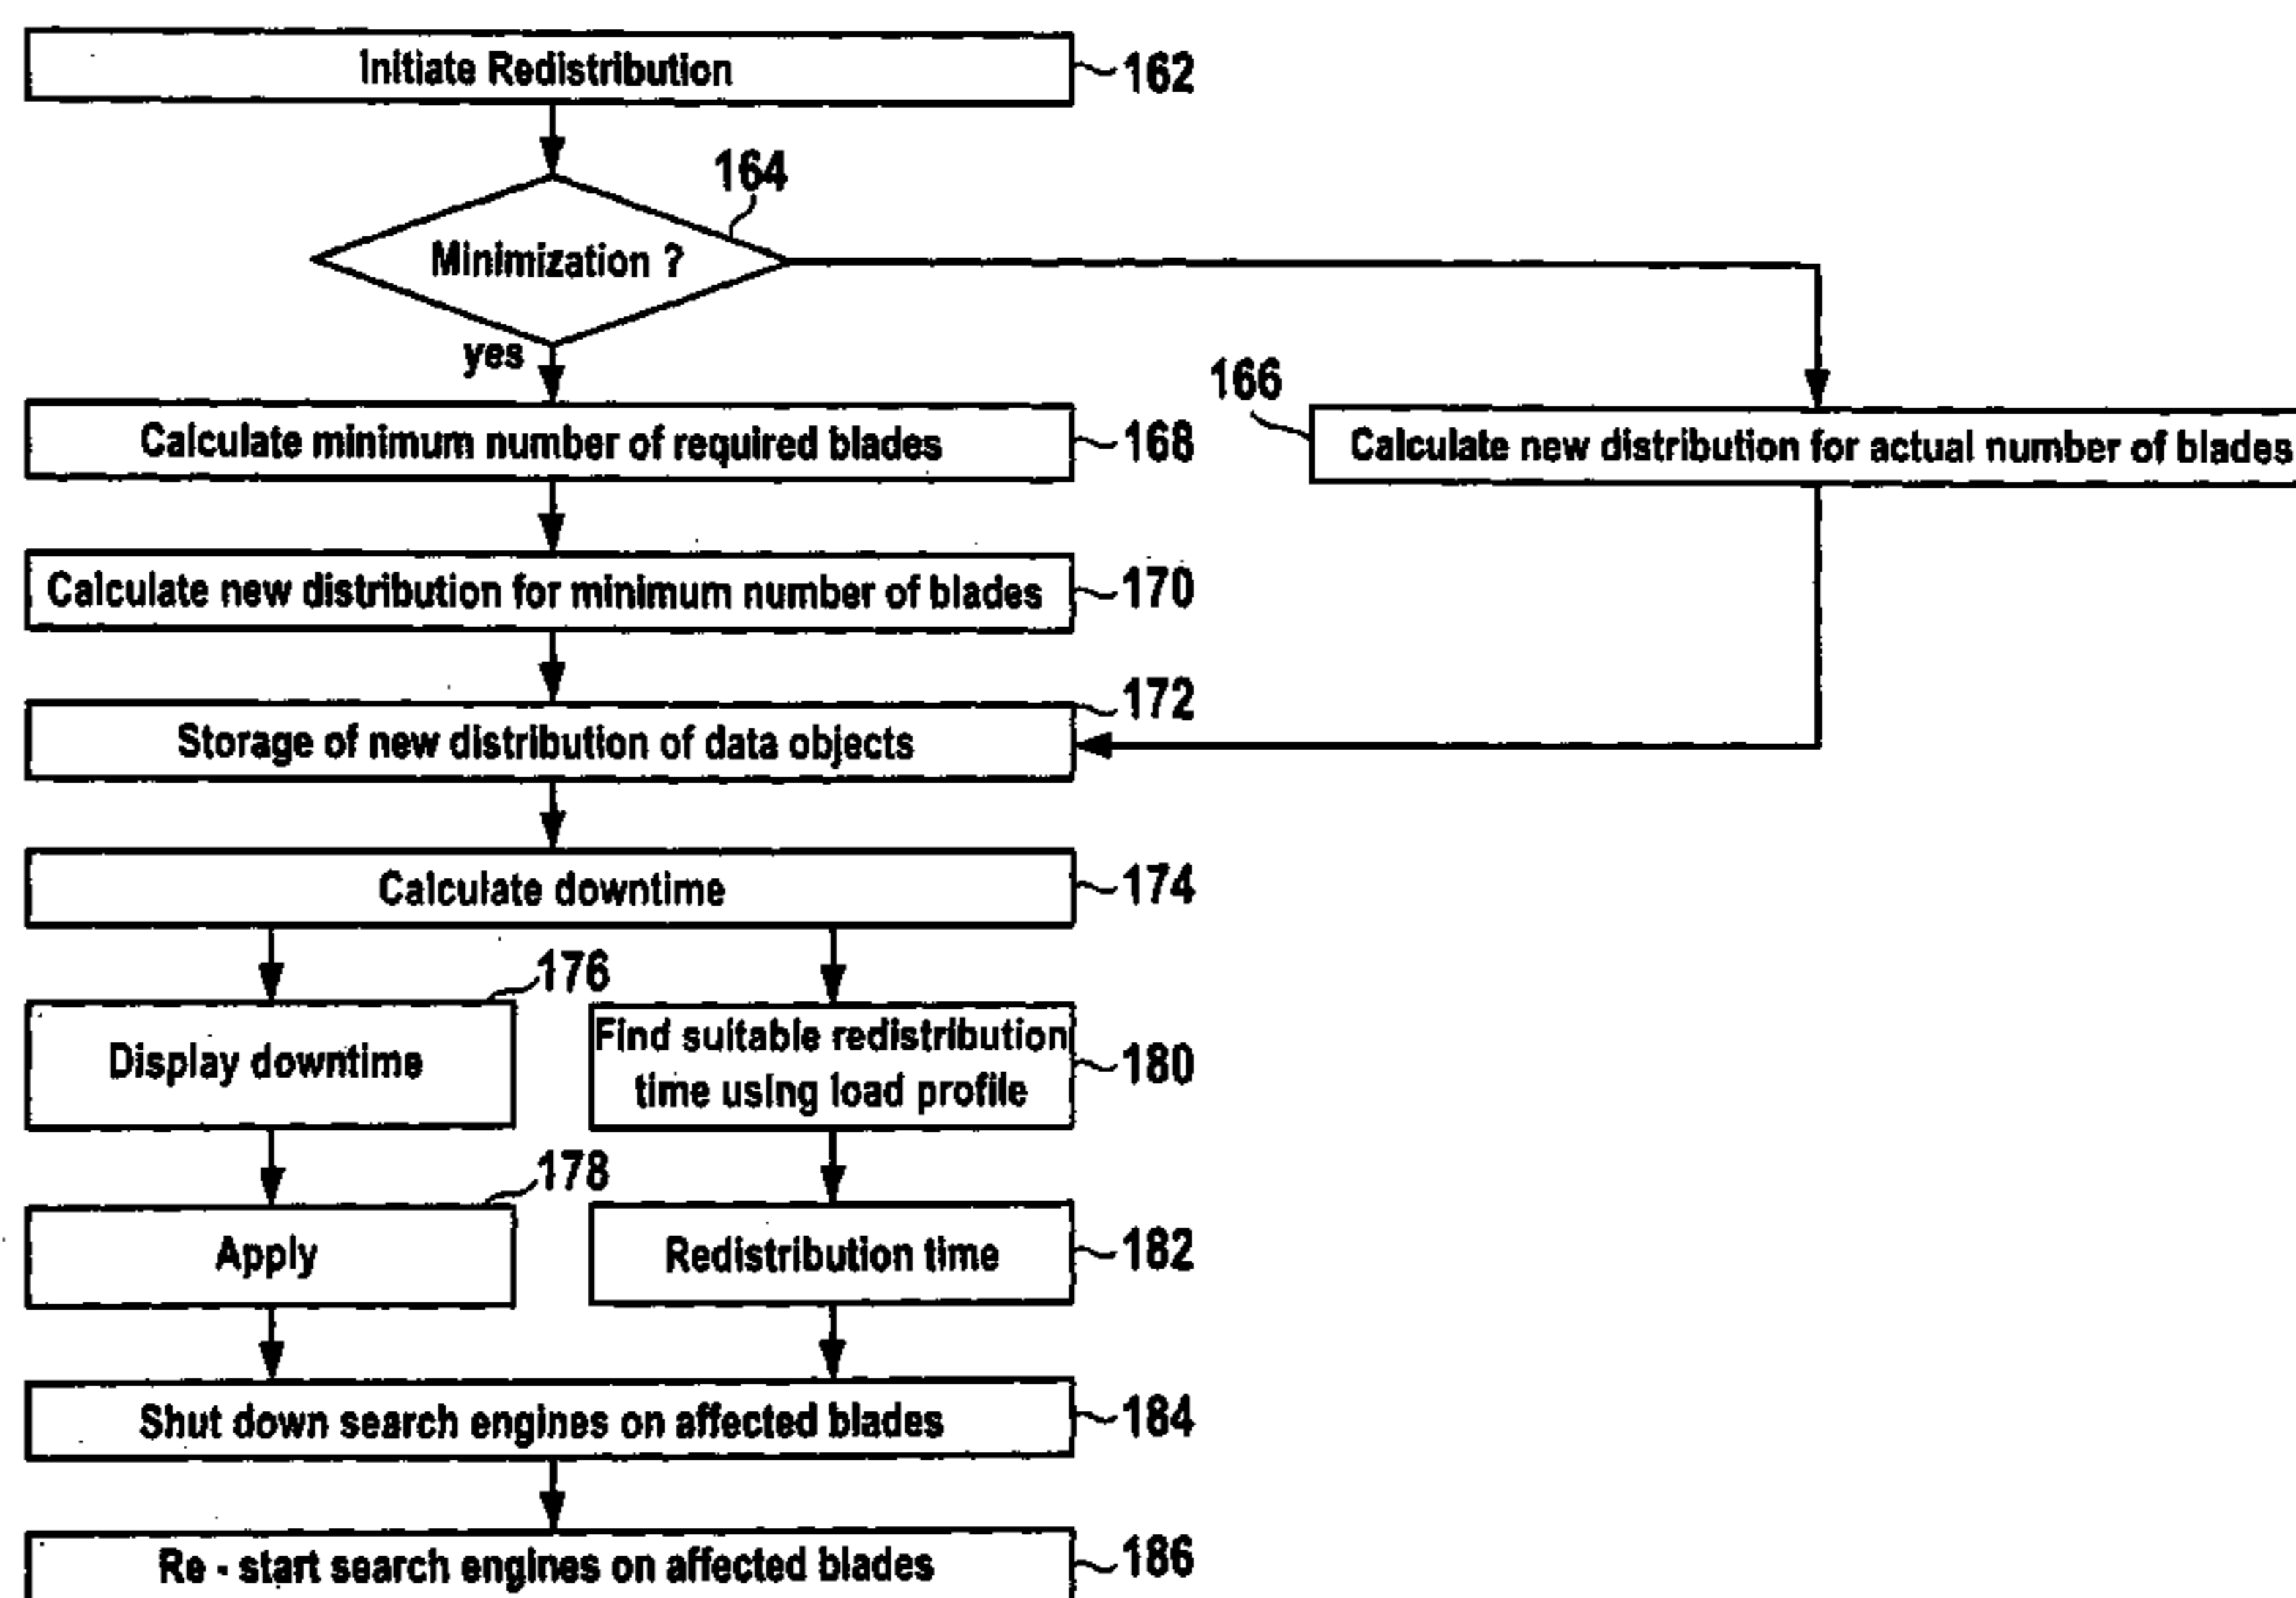 Initiate Redistribution
162
164
Minimization ?
yes
166
Calculate minimum number of required blades
168
Calculate new distribution for actual number of blades
Calculate new distribution for minimum number of blades
170
172
Storage of new distribution of data objects
Calculate downtime
174
176
Display downtime
Find suitable redistribution
time using load profile
180
178
Apply
Redistribution time
182
Shut down search engines on affected blades
184
Re - start search engines on affected blades
186